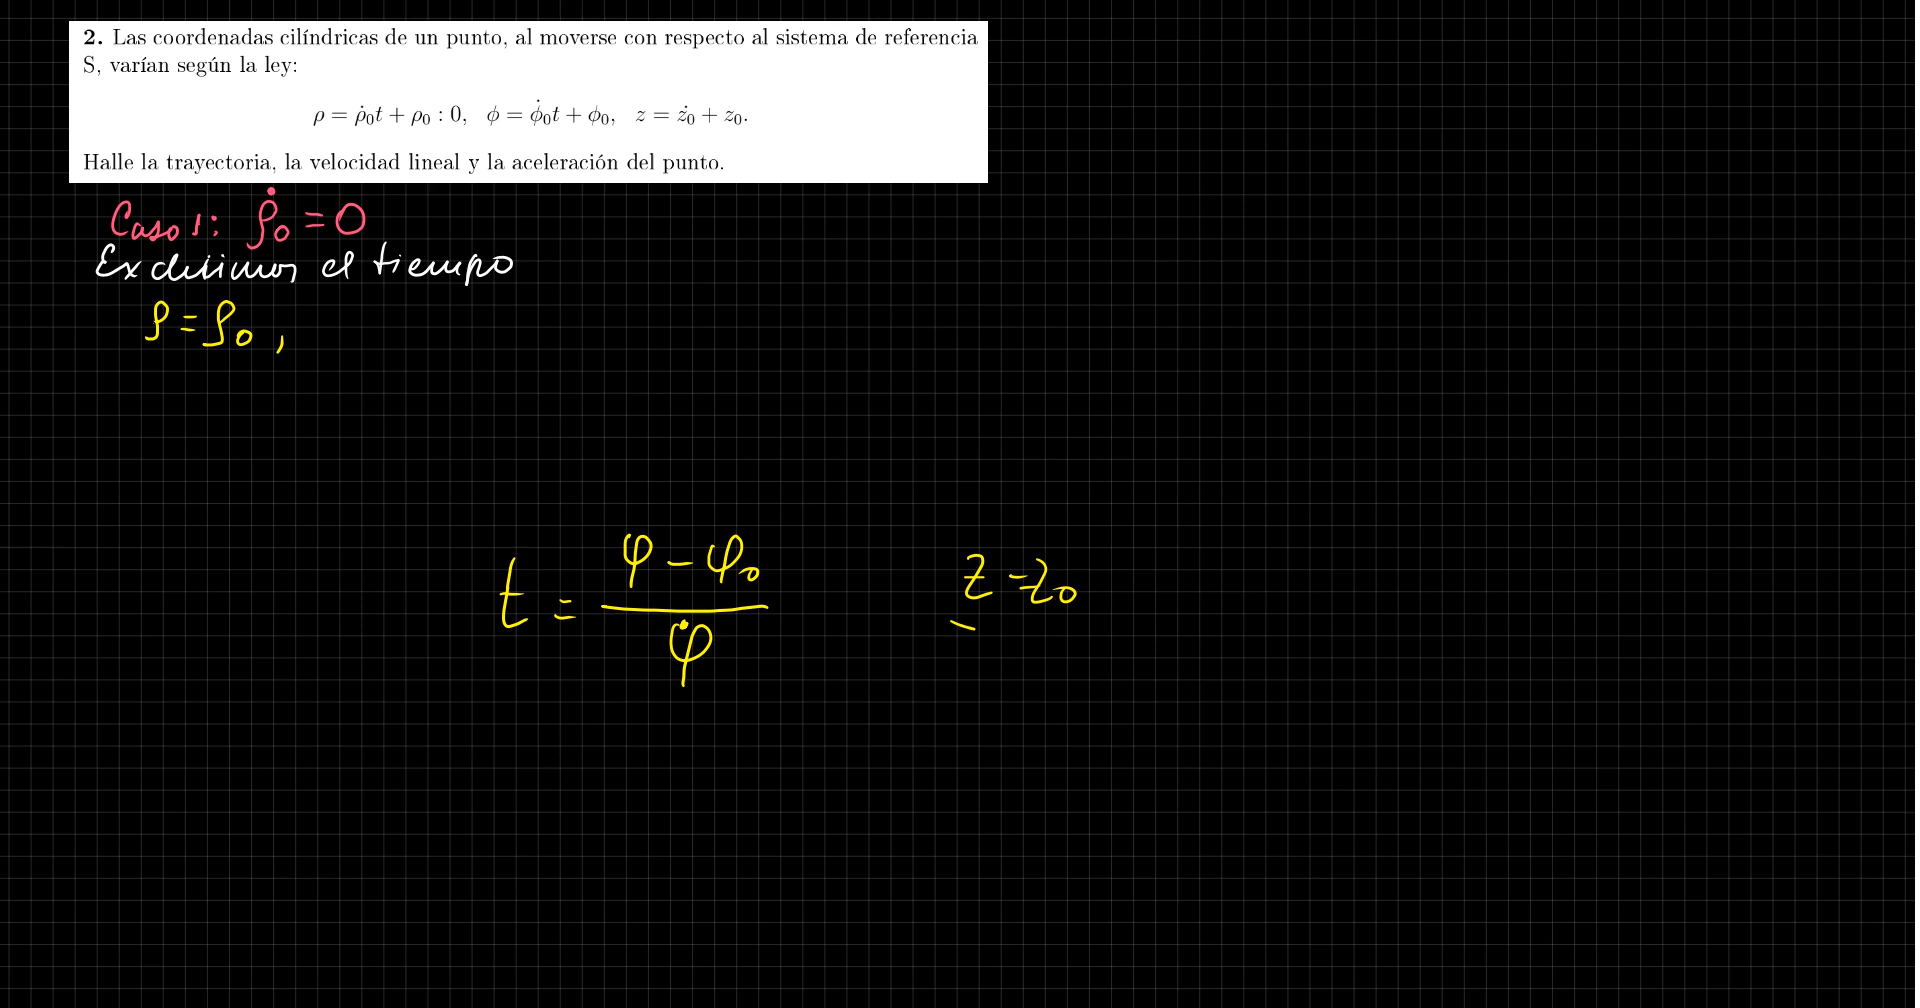 2. Las coordenadas cilíndricas de un punto, al moverse con respecto al sistema de referencia
S, varían según la ley:
ρ = ρ̇₀t + ρ₀ : 0, ϕ = ϕ̇₀t + ϕ₀, z = ż₀ + z₀.
Halle la trayectoria, la velocidad lineal y la aceleración del punto.
Caso 1: ρ̇₀ = 0
Excluimos el tiempo
ρ = ρ₀ ,
t = (φ - φ₀) / φ̇
z - z₀